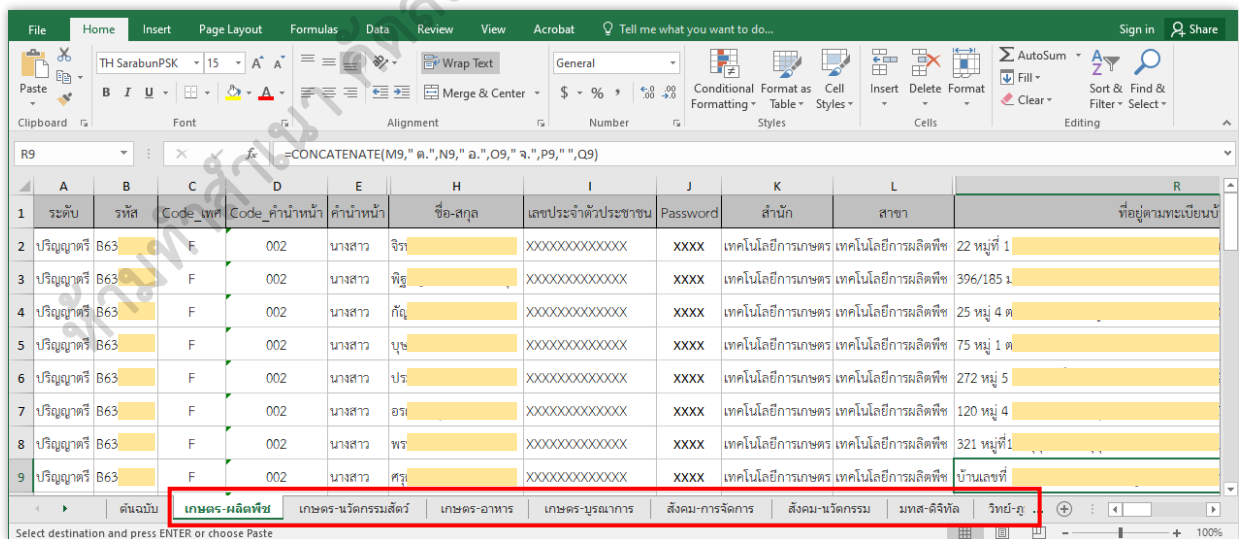 File Home Insert Page Layout Formulas Data Review View Acrobat Tell me what you want to do... Sign in Share
TH SarabunPSK 15 A A Wrap Text General AutoSum
Paste B I U A Merge & Center $ % , Conditional Formatting Format as Table Cell Styles Insert Delete Format Fill Clear Sort & Filter Find & Select
Clipboard Font Alignment Number Styles Cells Editing
R9 fx =CONCATENATE(M9," ต.",N9," อ.",O9," จ.",P9," ",Q9)
A B C D E H I J K L R
1 ระดับ รหัส Code_เพศ Code_คำนำหน้า คำนำหน้า ชื่อ-สกุล เลขประจำตัวประชาชน Password สำนัก สาขา ที่อยู่ตามทะเบียนบ้
2 ปริญญาตรี B63 F 002 นางสาว จิร XXXXXXXXXXXXX XXXX เทคโนโลยีการเกษตร เทคโนโลยีการผลิตพืช 22 หมู่ที่ 1
3 ปริญญาตรี B63 F 002 นางสาว พิฐ XXXXXXXXXXXXX XXXX เทคโนโลยีการเกษตร เทคโนโลยีการผลิตพืช 396/185 ม
4 ปริญญาตรี B63 F 002 นางสาว กัญ XXXXXXXXXXXXX XXXX เทคโนโลยีการเกษตร เทคโนโลยีการผลิตพืช 25 หมู่ 4 ต
5 ปริญญาตรี B63 F 002 นางสาว บุษ XXXXXXXXXXXXX XXXX เทคโนโลยีการเกษตร เทคโนโลยีการผลิตพืช 75 หมู่ 1 ต
6 ปริญญาตรี B63 F 002 นางสาว ปร XXXXXXXXXXXXX XXXX เทคโนโลยีการเกษตร เทคโนโลยีการผลิตพืช 272 หมู่ 5
7 ปริญญาตรี B63 F 002 นางสาว อร XXXXXXXXXXXXX XXXX เทคโนโลยีการเกษตร เทคโนโลยีการผลิตพืช 120 หมู่ 4
8 ปริญญาตรี B63 F 002 นางสาว พร XXXXXXXXXXXXX XXXX เทคโนโลยีการเกษตร เทคโนโลยีการผลิตพืช 321 หมู่ที่1
9 ปริญญาตรี B63 F 002 นางสาว ศรุ XXXXXXXXXXXXX XXXX เทคโนโลยีการเกษตร เทคโนโลยีการผลิตพืช บ้านเลขที่
ต้นฉบับ เกษตร-ผลิตพืช เกษตร-นวัตกรรมสัตว์ เกษตร-อาหาร เกษตร-บูรณาการ สังคม-การจัดการ สังคม-นวัตกรรม มทส-ดิจิทัล วิทย์-ภู ...
Select destination and press ENTER or choose Paste 100%